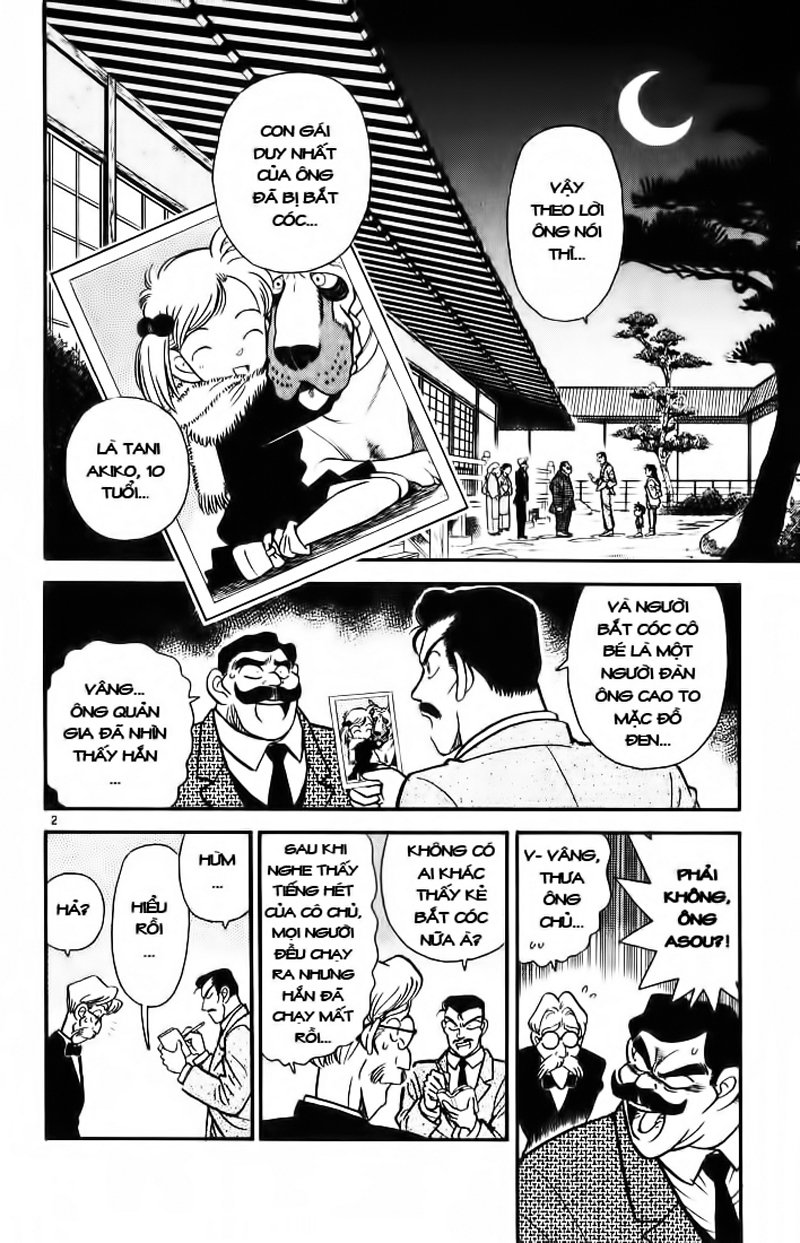 VẬY
THEO LỜI
ÔNG NÓI
THÌ...
CON GÁI
DUY NHẤT
CỦA ÔNG
ĐÃ BỊ BẮT
CÓC...
LÀ TANI
AKIKO, 10
TUỔI...
VÀ NGƯỜI
BẮT CÓC CÔ
BÉ LÀ MỘT
NGƯỜI ĐÀN
ÔNG CAO TO
MẶC ĐỒ
ĐEN...
VÂNG...
ÔNG QUẢN
GIA ĐÃ NHÌN
THẤY HẮN
...
2
PHẢI
KHÔNG,
ÔNG
ASOU?!
V- VÂNG,
THƯA
ÔNG
CHỦ...
KHÔNG CÓ
AI KHÁC
THẤY KẺ
BẮT CÓC
NỮA À?
SAU KHI
NGHE THẤY
TIẾNG HÉT
CỦA CÔ CHỦ,
MỌI NGƯỜI
ĐỀU CHẠY
RA NHƯNG
HẮN ĐÃ
CHẠY MẤT
RỒI...
HỪM
...
HIỂU
RỒI
...
HẢ?